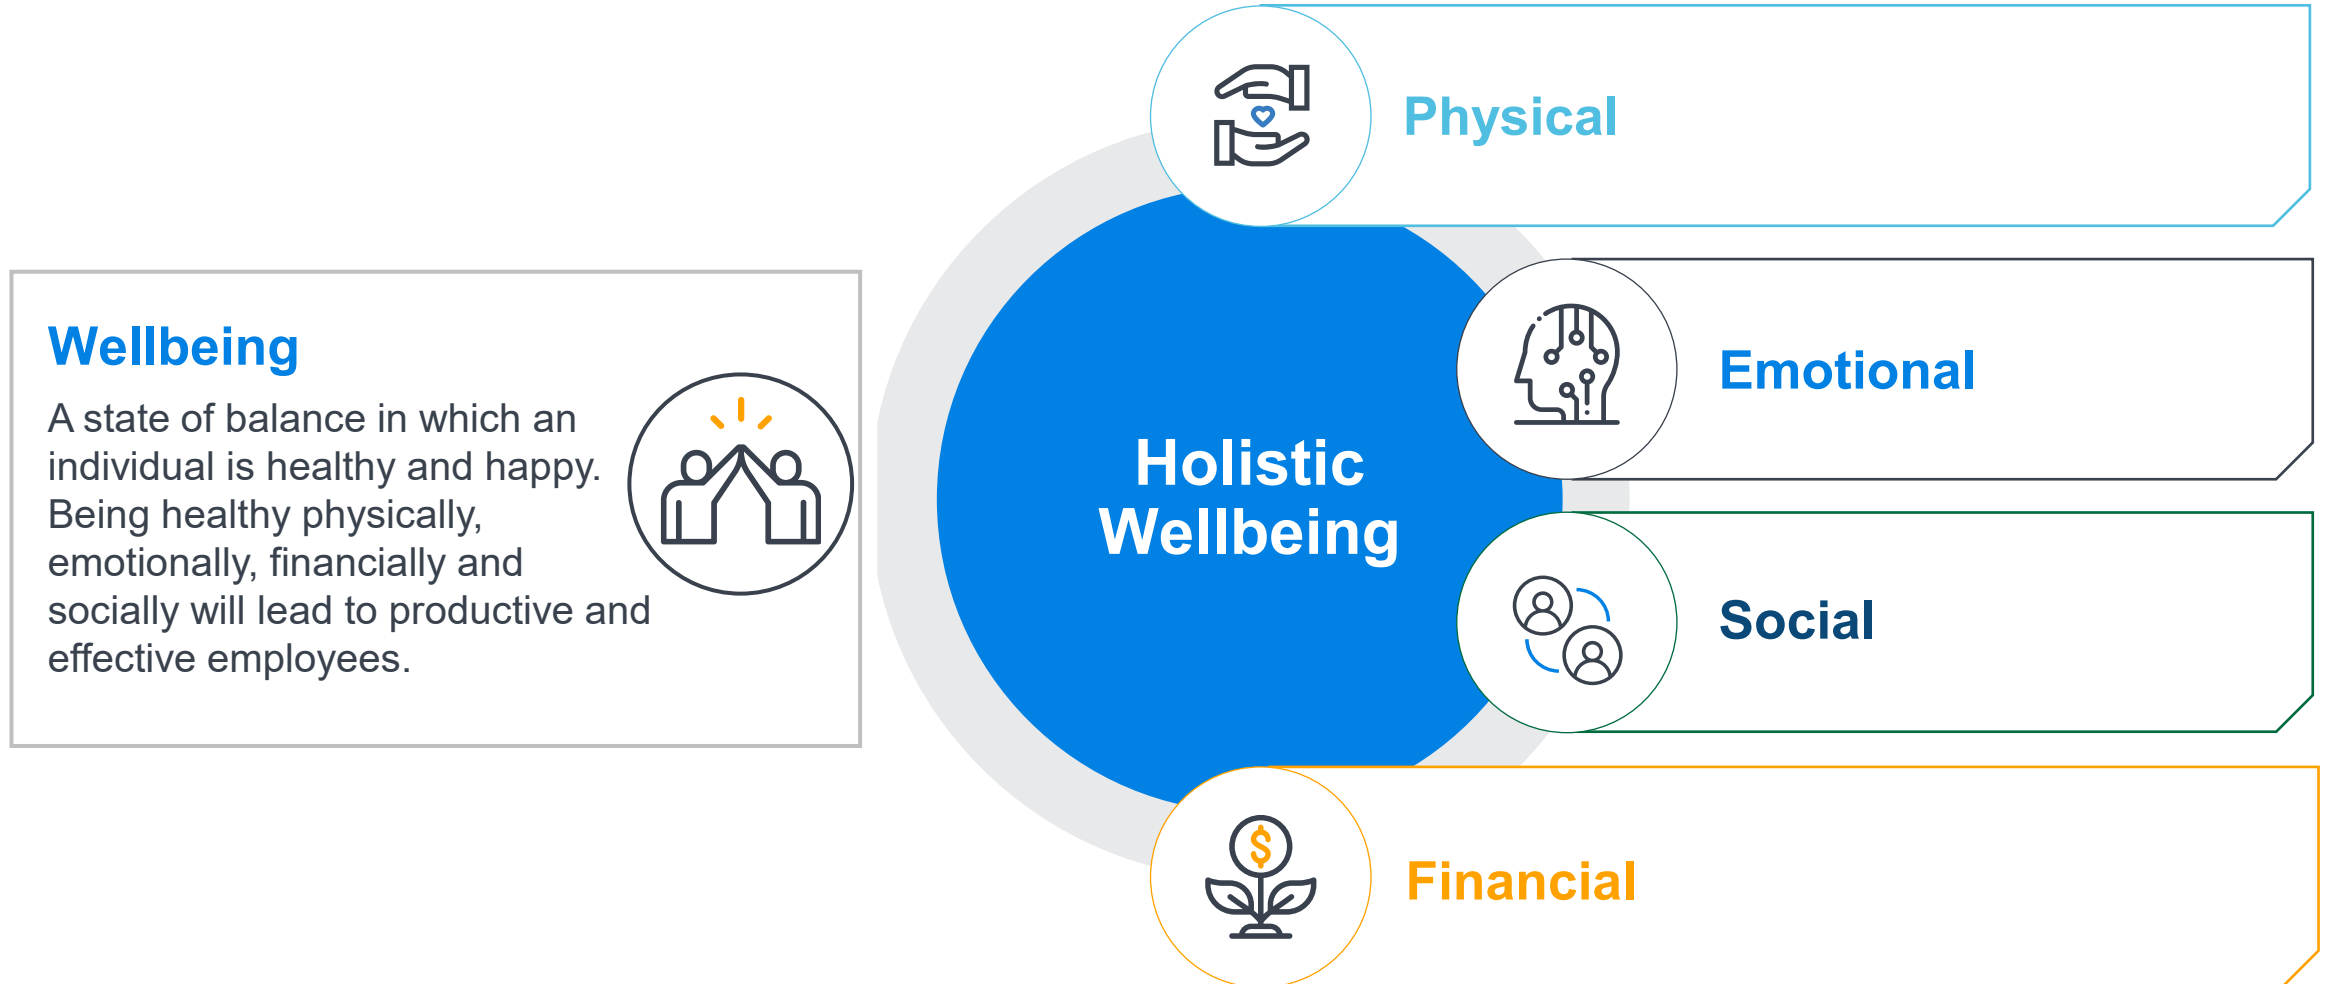 Wellbeing
A state of balance in which an
individual is healthy and happy.
Being healthy physically,
emotionally, financially and
socially will lead to productive and
effective employees.
Holistic
Wellbeing
Physical
Emotional
Social
$
Financial